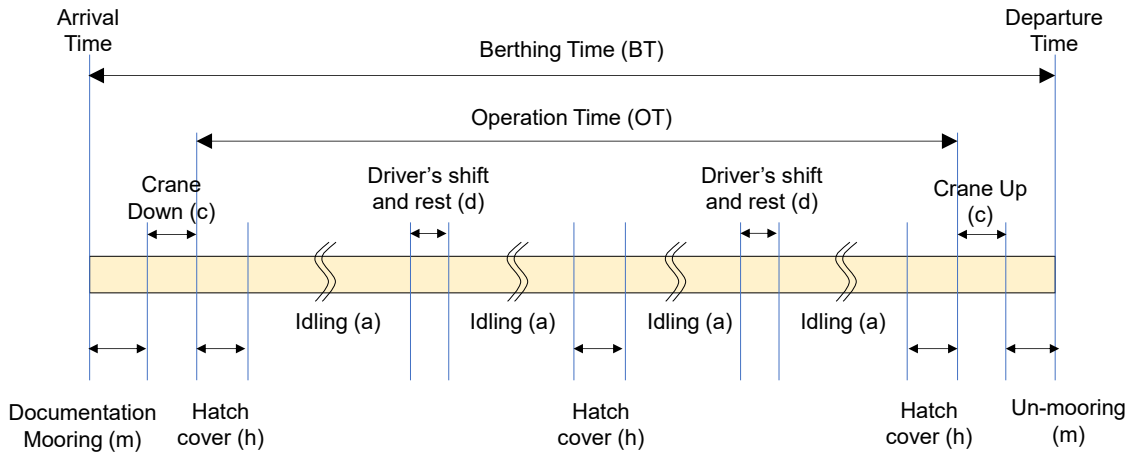 Arrival
Time
Departure
Time
Berthing Time (BT)
Operation Time (OT)
Crane
Down (c)
Driver’s shift
and rest (d)
Driver’s shift
and rest (d)
Crane Up
(c)
Idling (a)
Idling (a)
Idling (a)
Idling (a)
Documentation
Mooring (m)
Hatch
cover (h)
Hatch
cover (h)
Hatch
cover (h)
Un-mooring
(m)